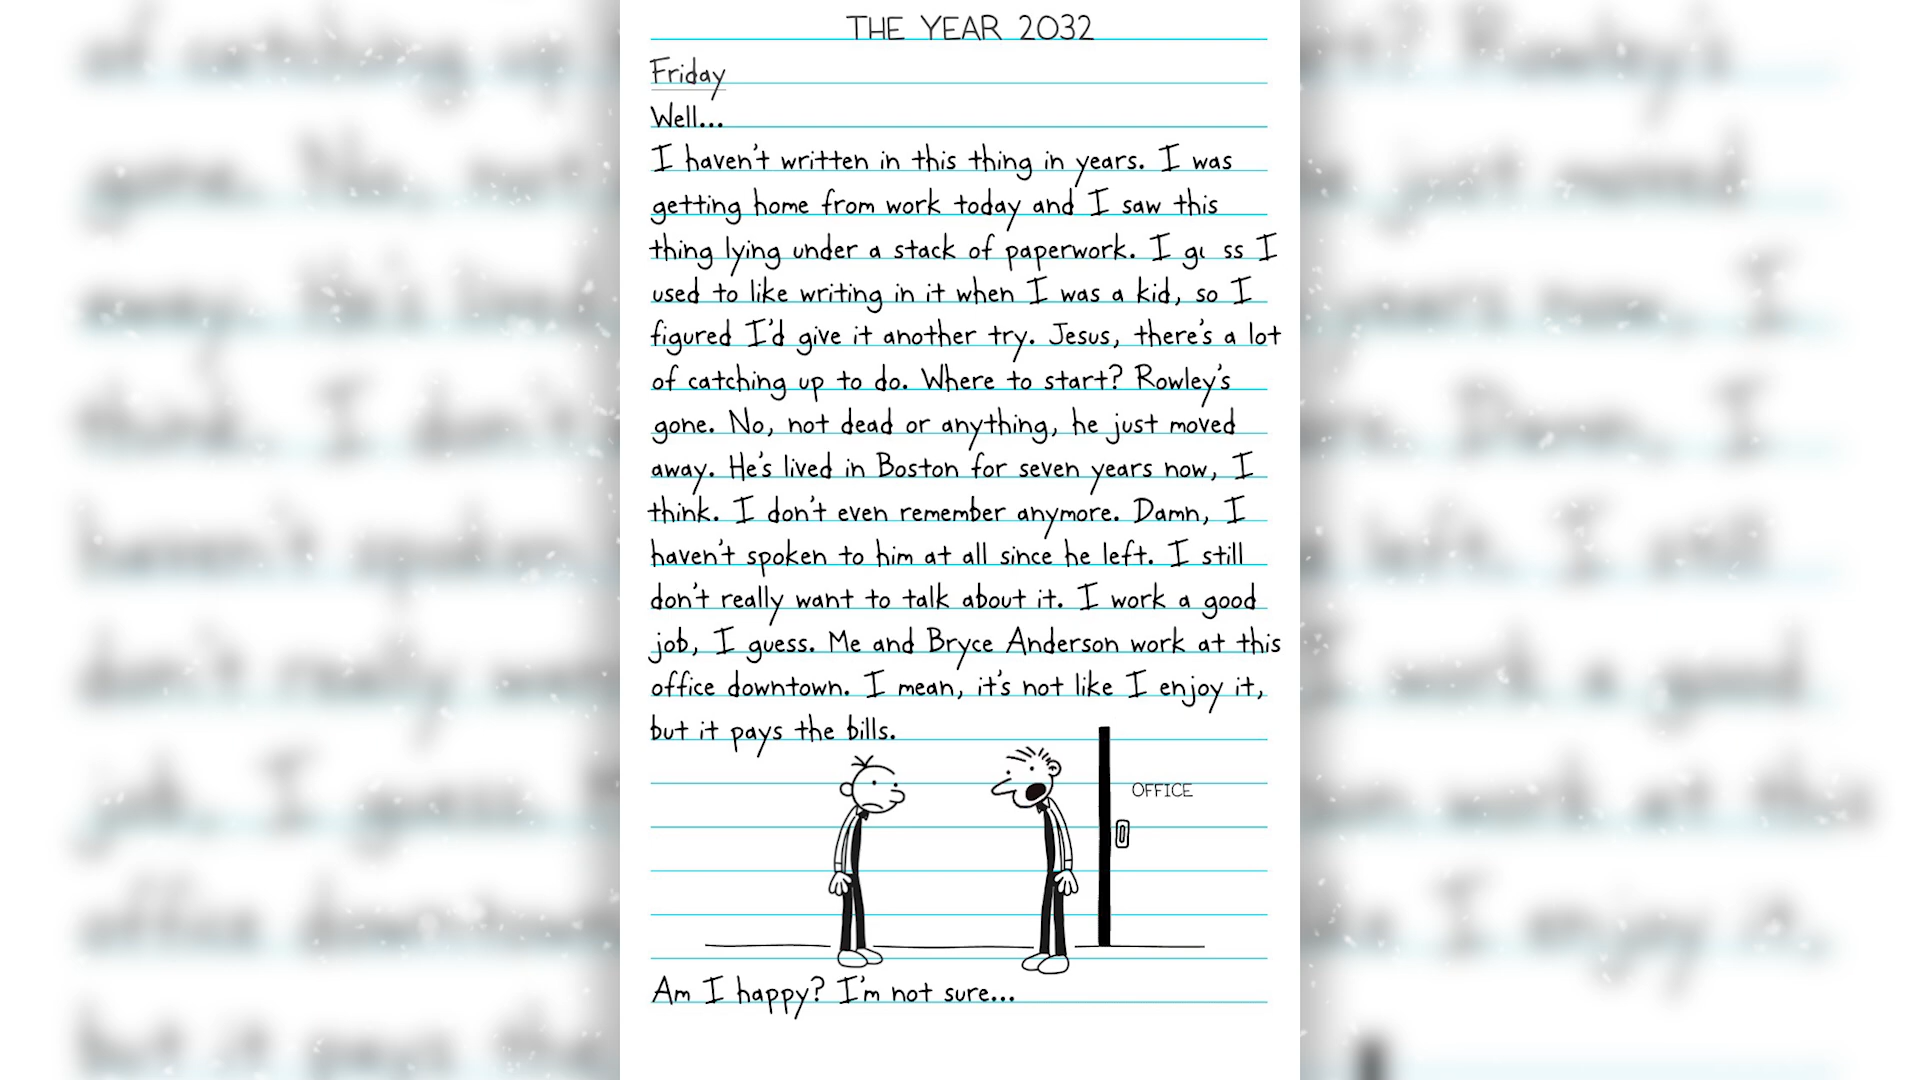 THE YEAR 2032
Friday
Well...
I haven't written in this thing in years. I was
getting home from work today and I saw this
thing lying under a stack of paperwork. I gu ss I
used to like writing in it when I was a kid, so I
figured I'd give it another try. Jesus, there's a lot
of catching up to do. Where to start? Rowley's
gone. No, not dead or anything, he just moved
away. He's lived in Boston for seven years now, I
think. I don't even remember anymore. Damn, I
haven't spoken to him at all since he left. I still
don't really want to talk about it. I work a good
job, I guess. Me and Bryce Anderson work at this
office downtown. I mean, it's not like I enjoy it,
but it pays the bills.
OFFICE
Am I happy? I'm not sure...